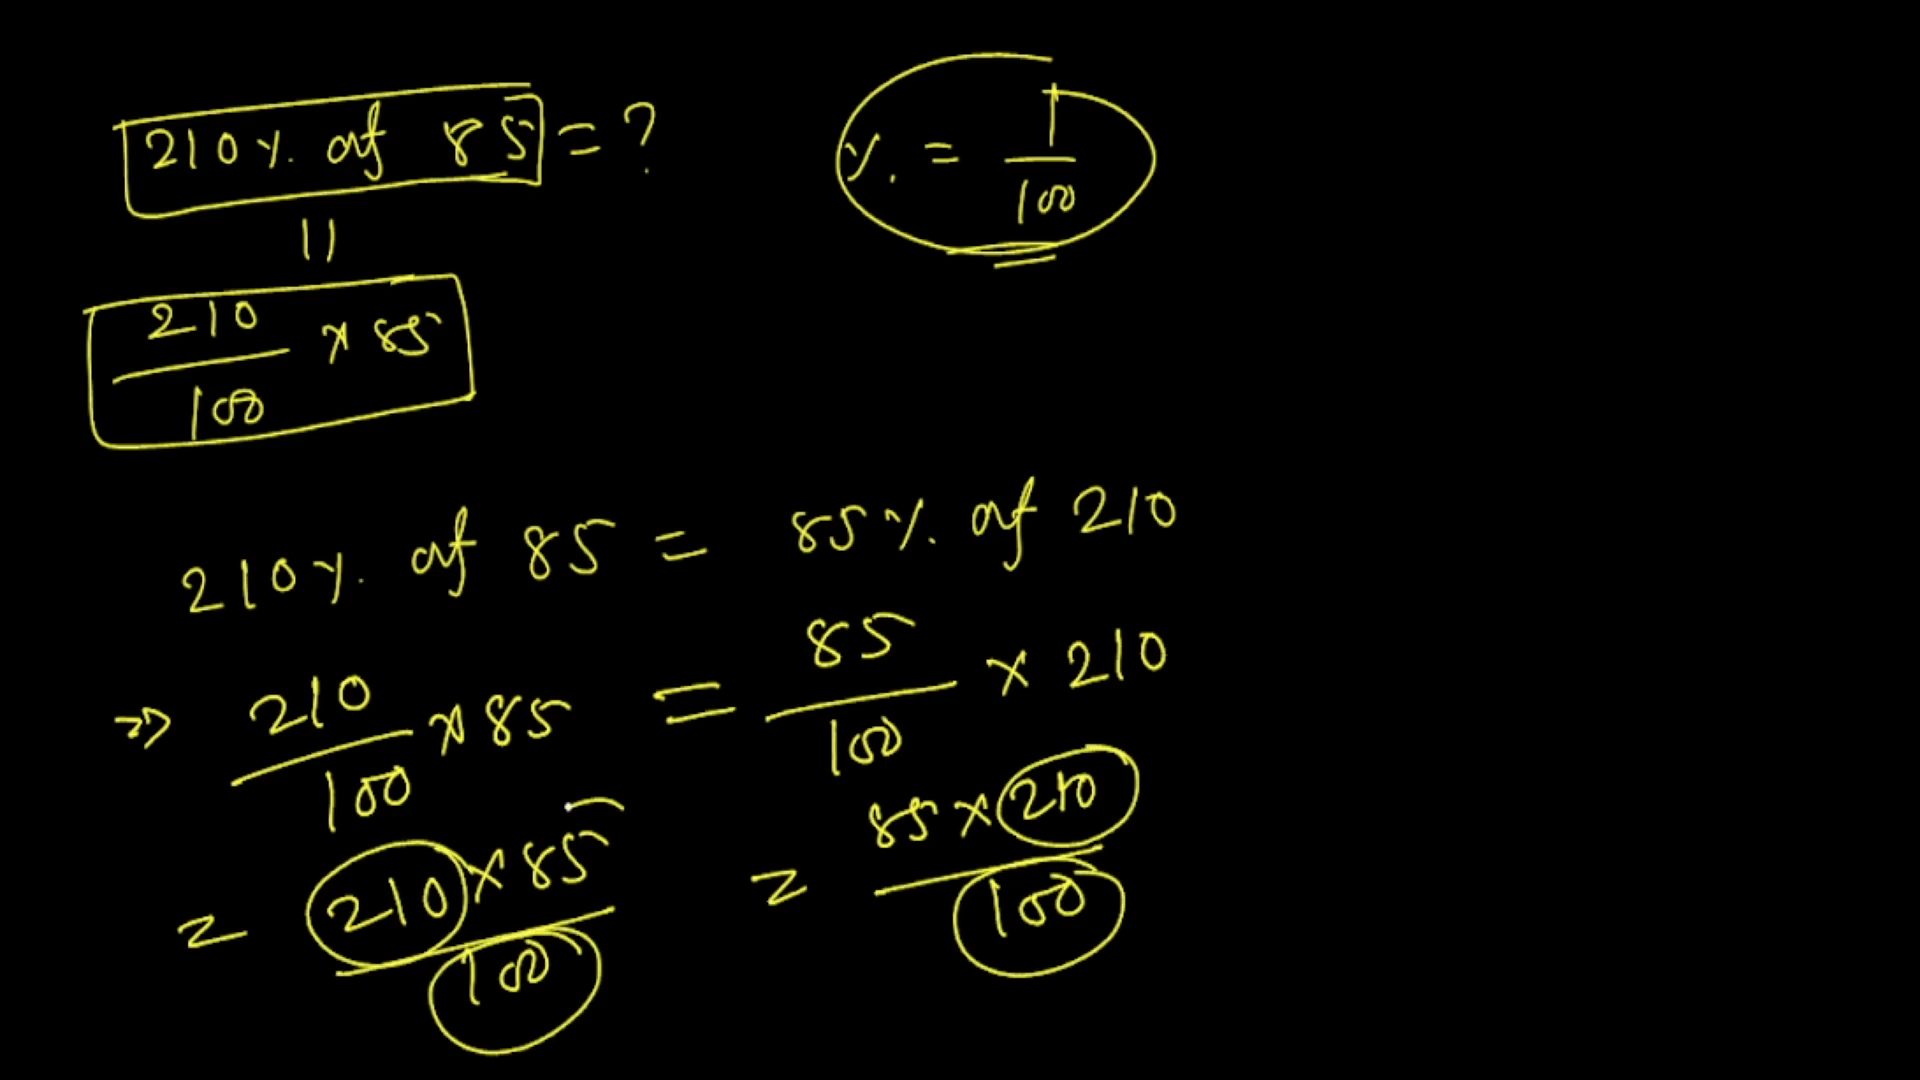 210% of 85 = ?
% = 1/100
=
210/100 × 85
210% of 85 = 85% of 210
⇒ 210/100 × 85 = 85/100 × 210
= 210 × 85/100 = 85 × 210/100